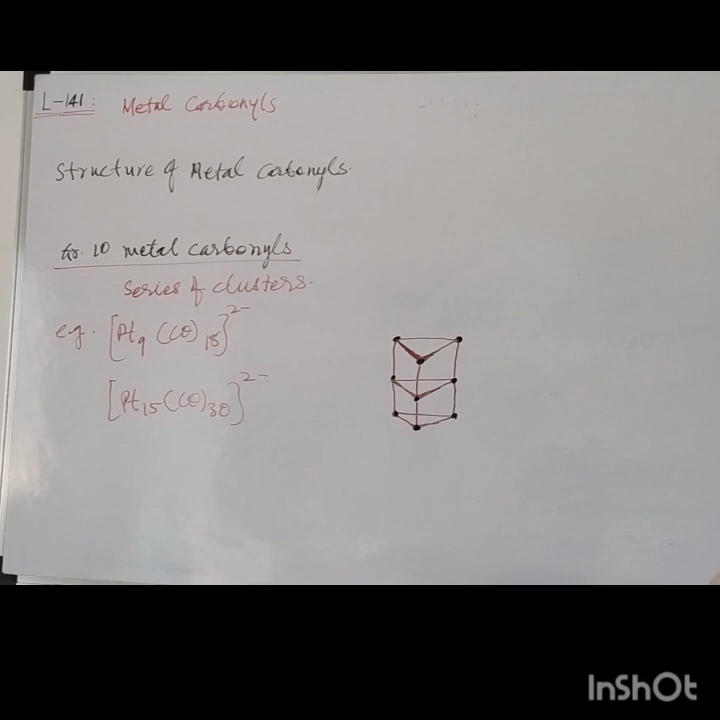 L-141: Metal Carbonyls
Structure of Metal Carbonyls.
Gr. 10 metal carbonyls
Series of clusters.
e.g. [Pt9 (CO)18]2-
[Pt15 (CO)30]2-
InShOt